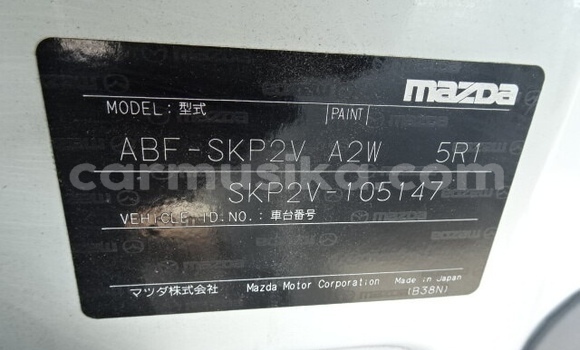 mazda
MODEL: 型式 |PAINT|
ABF-SKP2V A2W 5R1
carmusika.com
SKP2V-105147
VEHICLE ID.NO.: 車台番号
マツダ株式会社 Mazda Motor Corporation Made in Japan
(B38N)